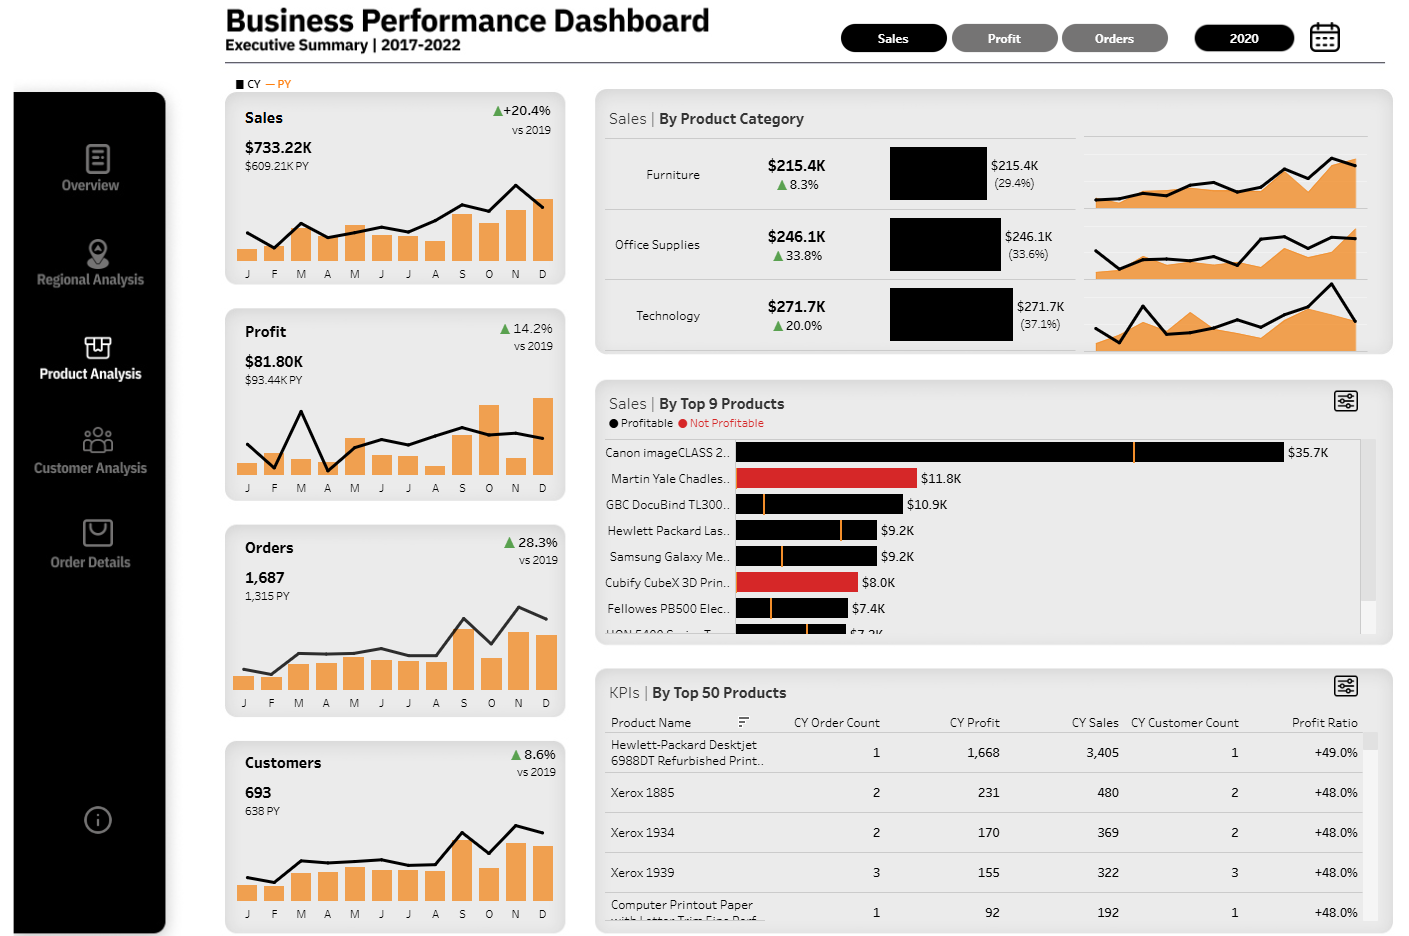 Business Performance Dashboard
Executive Summary | 2017-2022
Sales
Profit
Orders
2020
Overview
Regional Analysis
Product Analysis
Customer Analysis
Order Details
CY PY
Sales
+20.4%
vs 2019
$733.22K
$609.21K PY
J F M A M J J A S O N D
Profit
14.2%
vs 2019
$81.80K
$93.44K PY
J F M A M J J A S O N D
Orders
28.3%
vs 2019
1,687
1,315 PY
J F M A M J J A S O N D
Customers
8.6%
vs 2019
693
638 PY
J F M A M J J A S O N D
Sales | By Product Category
Furniture $215.4K 8.3% $215.4K (29.4%)
Office Supplies $246.1K 33.8% $246.1K (33.6%)
Technology $271.7K 20.0% $271.7K (37.1%)
Sales | By Top 9 Products
Profitable Not Profitable
Canon imageCLASS 2.. $35.7K
Martin Yale Chadles.. $11.8K
GBC DocuBind TL300.. $10.9K
Hewlett Packard Las.. $9.2K
Samsung Galaxy Me.. $9.2K
Cubify CubeX 3D Prin.. $8.0K
Fellowes PB500 Elec.. $7.4K
KPIs | By Top 50 Products
Product Name CY Order Count CY Profit CY Sales CY Customer Count Profit Ratio
Hewlett-Packard Desktjet
6988DT Refurbished Print.. 1 1,668 3,405 1 +49.0%
Xerox 1885 2 231 480 2 +48.0%
Xerox 1934 2 170 369 2 +48.0%
Xerox 1939 3 155 322 3 +48.0%
Computer Printout Paper
1 92 192 1 +48.0%